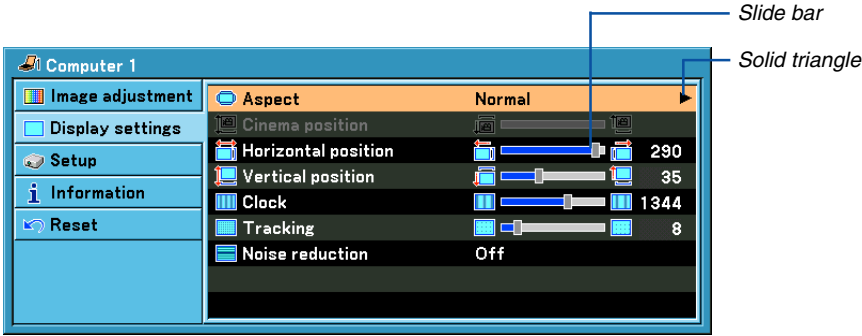 Slide bar
Solid triangle
Computer 1
Image adjustment
Display settings
Setup
Information
Reset
Aspect Normal
Cinema position
Horizontal position 290
Vertical position 35
Clock 1344
Tracking 8
Noise reduction Off